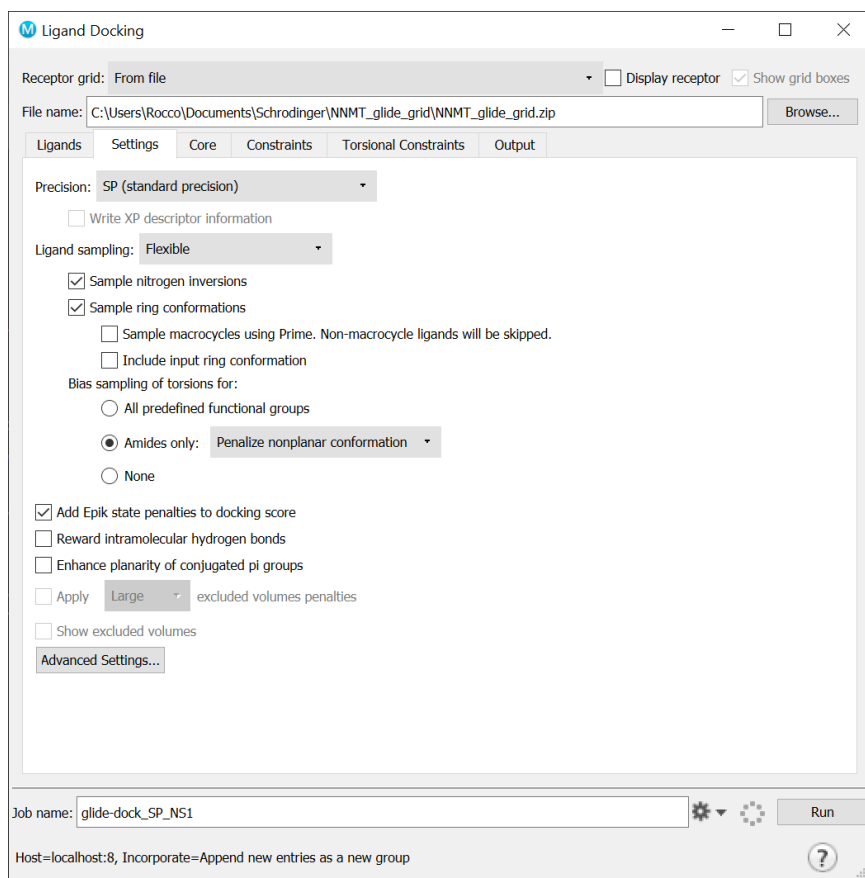 M Ligand Docking
Receptor grid: From file Display receptor Show grid boxes
File name: C:\Users\Rocco\Documents\Schrodinger\NNMT_glide_grid\NNMT_glide_grid.zip Browse...
Ligands Settings Core Constraints Torsional Constraints Output
Precision: SP (standard precision)
Write XP descriptor information
Ligand sampling: Flexible
Sample nitrogen inversions
Sample ring conformations
Sample macrocycles using Prime. Non-macrocycle ligands will be skipped.
Include input ring conformation
Bias sampling of torsions for:
All predefined functional groups
Amides only: Penalize nonplanar conformation
None
Add Epik state penalties to docking score
Reward intramolecular hydrogen bonds
Enhance planarity of conjugated pi groups
Apply Large excluded volumes penalties
Show excluded volumes
Advanced Settings...
Job name: glide-dock_SP_NS1 Run
Host=localhost:8, Incorporate=Append new entries as a new group ?